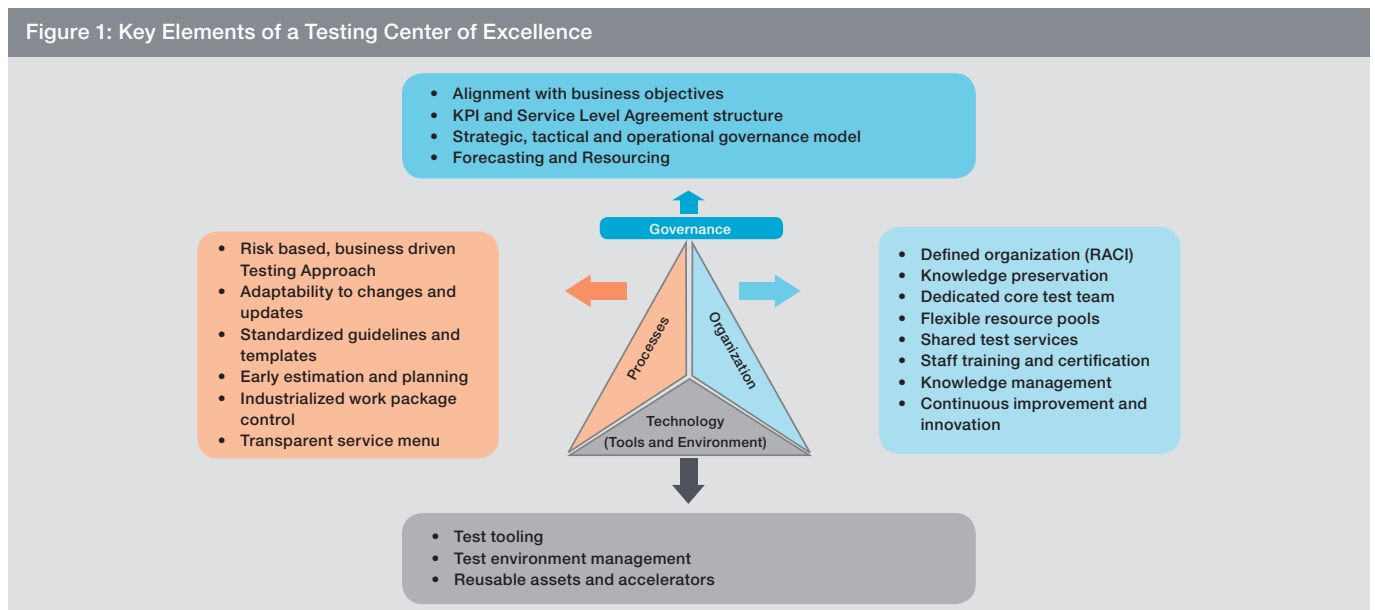 Figure 1: Key Elements of a Testing Center of Excellence
• Alignment with business objectives
• KPI and Service Level Agreement structure
• Strategic, tactical and operational governance model
• Forecasting and Resourcing
Governance
• Risk based, business driven
Testing Approach
• Adaptability to changes and
updates
• Standardized guidelines and
templates
• Early estimation and planning
• Industrialized work package
control
• Transparent service menu
Processes
Organization
Technology
(Tools and Environment)
• Defined organization (RACI)
• Knowledge preservation
• Dedicated core test team
• Flexible resource pools
• Shared test services
• Staff training and certification
• Knowledge management
• Continuous improvement and
innovation
• Test tooling
• Test environment management
• Reusable assets and accelerators